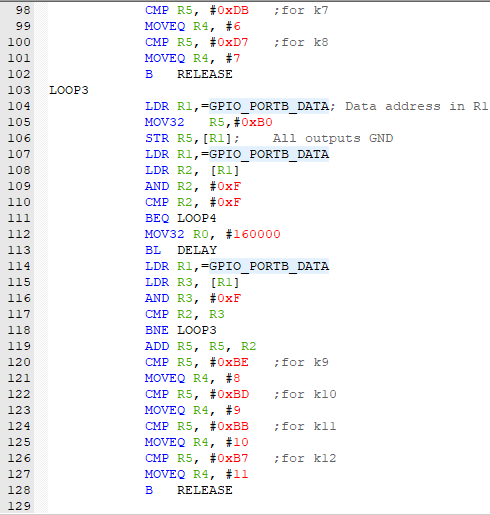 98 CMP R5, #0xDB ;for k7
99 MOVEQ R4, #6
100 CMP R5, #0xD7 ;for k8
101 MOVEQ R4, #7
102 B RELEASE
103 LOOP3
104 LDR R1,=GPIO_PORTB_DATA; Data address in R1
105 MOV32 R5,#0xB0
106 STR R5,[R1]; All outputs GND
107 LDR R1,=GPIO_PORTB_DATA
108 LDR R2, [R1]
109 AND R2, #0xF
110 CMP R2, #0xF
111 BEQ LOOP4
112 MOV32 R0, #160000
113 BL DELAY
114 LDR R1,=GPIO_PORTB_DATA
115 LDR R3, [R1]
116 AND R3, #0xF
117 CMP R2, R3
118 BNE LOOP3
119 ADD R5, R5, R2
120 CMP R5, #0xBE ;for k9
121 MOVEQ R4, #8
122 CMP R5, #0xBD ;for k10
123 MOVEQ R4, #9
124 CMP R5, #0xBB ;for k11
125 MOVEQ R4, #10
126 CMP R5, #0xB7 ;for k12
127 MOVEQ R4, #11
128 B RELEASE
129